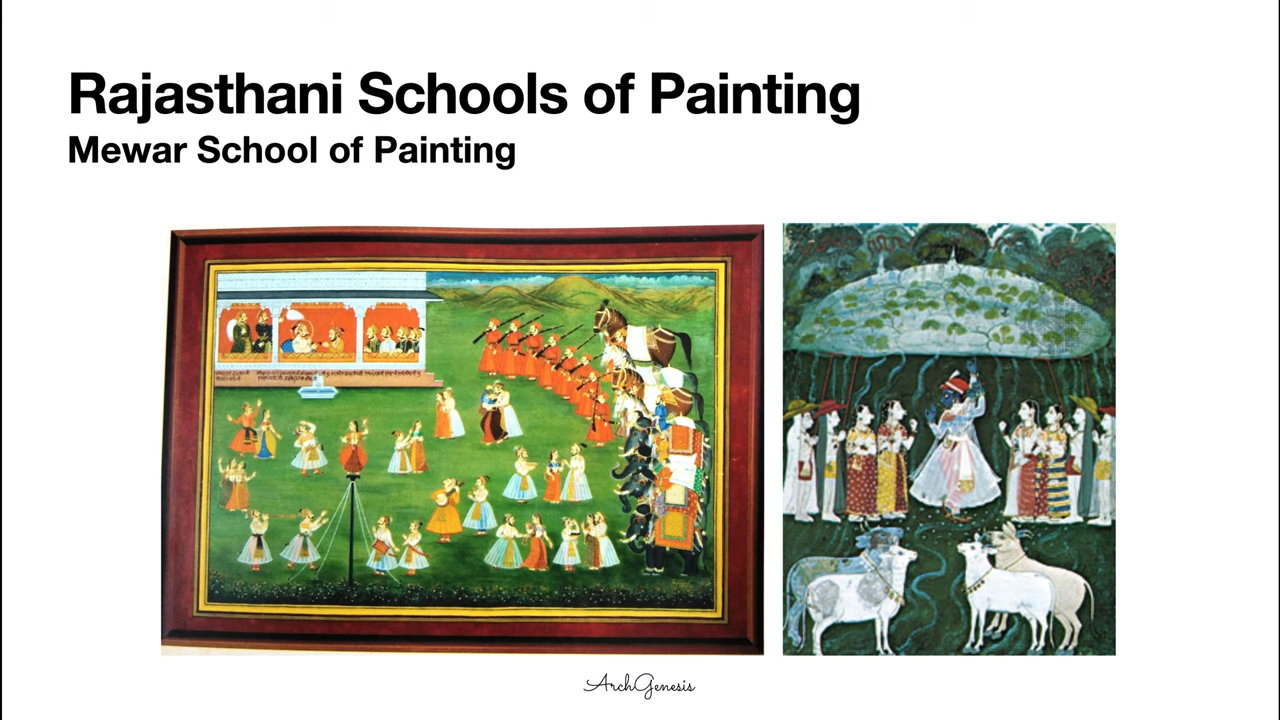 Rajasthani Schools of Painting
Mewar School of Painting
ArchGenesis